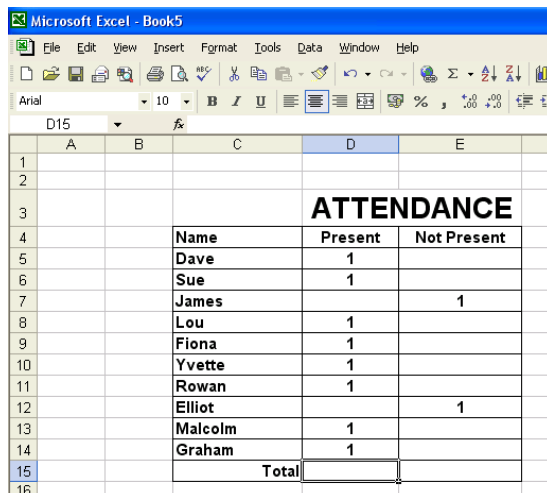 Microsoft Excel - Book5
File Edit View Insert Format Tools Data Window Help
Arial 10 B I U % ,
D15 fx
A B C D E
1
2
3 ATTENDANCE
4 Name Present Not Present
5 Dave 1
6 Sue 1
7 James 1
8 Lou 1
9 Fiona 1
10 Yvette 1
11 Rowan 1
12 Elliot 1
13 Malcolm 1
14 Graham 1
15 Total
16